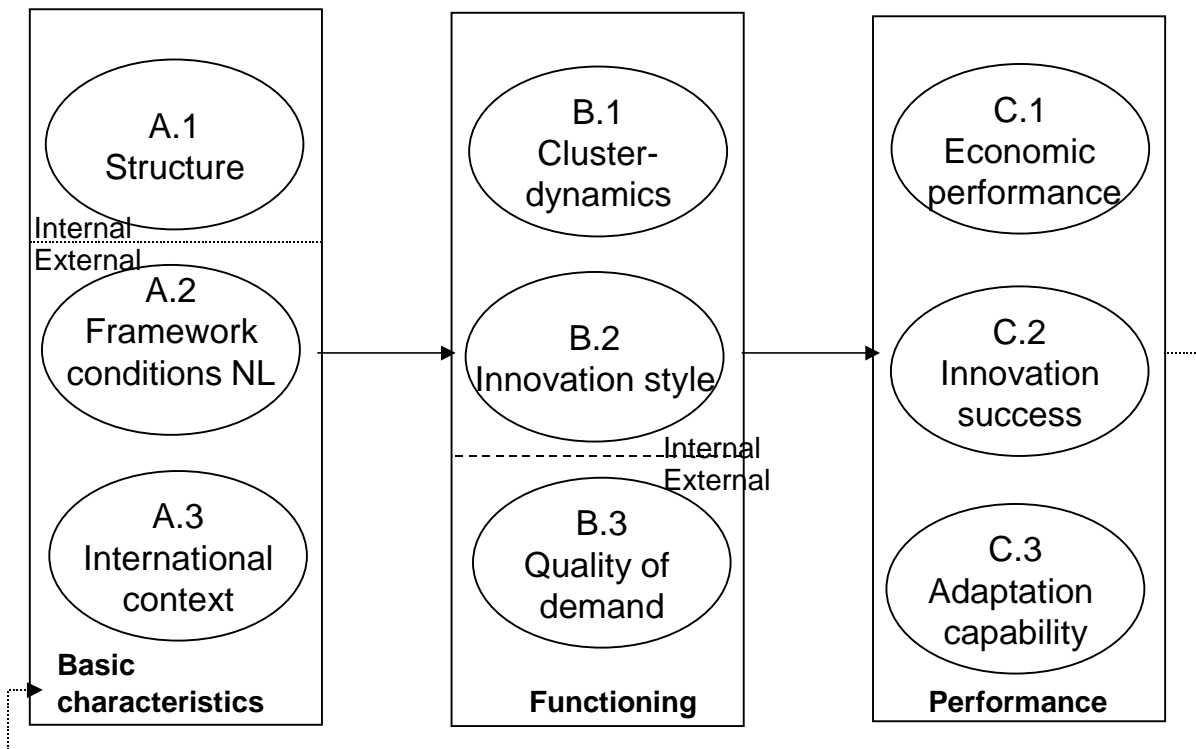 A.1
Structure
Internal
External
A.2
Framework
conditions NL
A.3
International
context
Basic
characteristics
B.1
Cluster-
dynamics
B.2
Innovation style
Internal
External
B.3
Quality of
demand
Functioning
C.1
Economic
performance
C.2
Innovation
success
C.3
Adaptation
capability
Performance